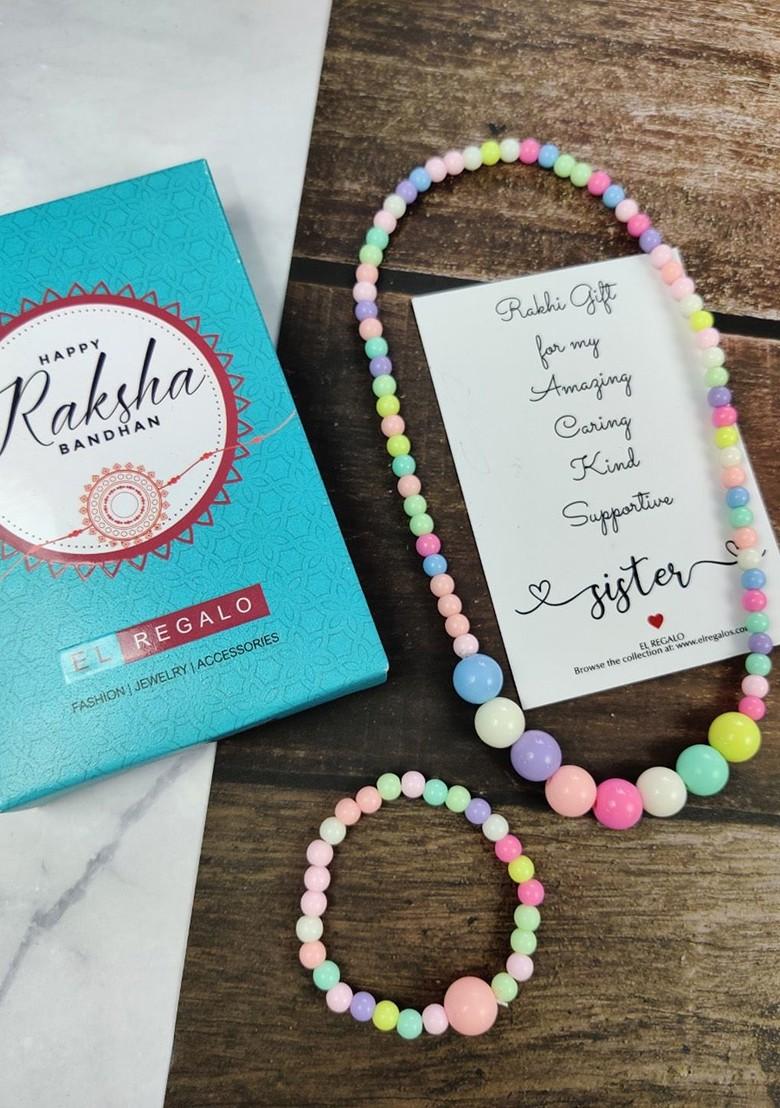 HAPPY
Raksha
BANDHAN
EL REGALO
FASHION | JEWELRY | ACCESSORIES
Rakhi Gift
for my
Amazing
Caring
Kind
Supportive
sister
EL REGALO
Browse the collection at: www.elregalos.co